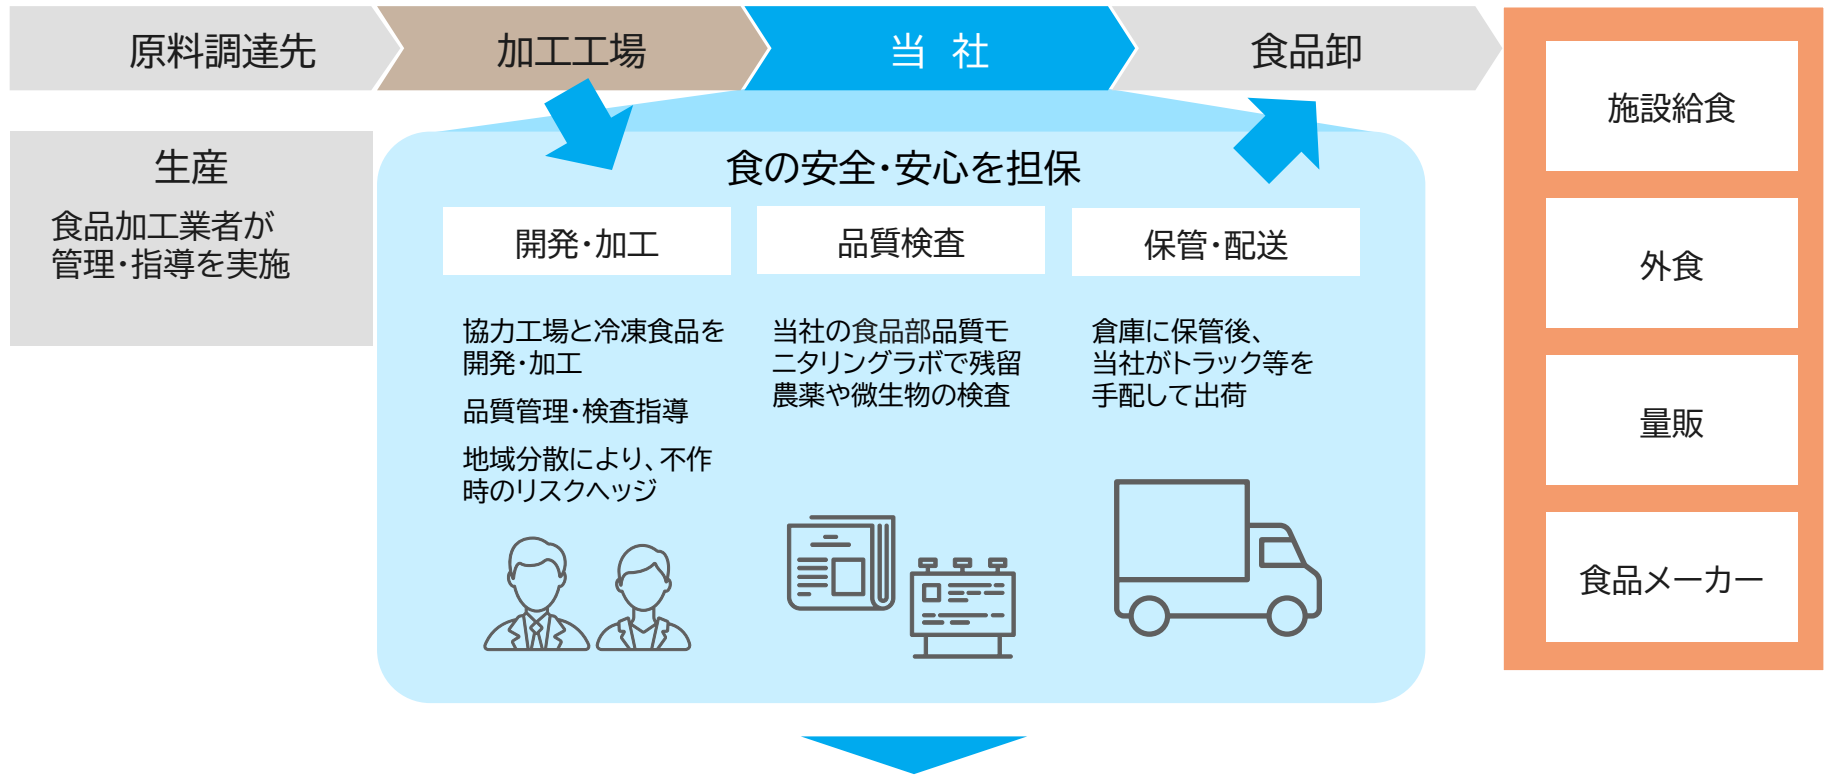 原料調達先
加工工場
当 社
食品卸
生産
食品加工業者が
管理・指導を実施
食の安全・安心を担保
開発・加工
協力工場と冷凍食品を
開発・加工
品質管理・検査指導
地域分散により、不作
時のリスクヘッジ
品質検査
当社の食品部品質モ
ニタリングラボで残留
農薬や微生物の検査
保管・配送
倉庫に保管後、
当社がトラック等を
手配して出荷
施設給食
外食
量販
食品メーカー